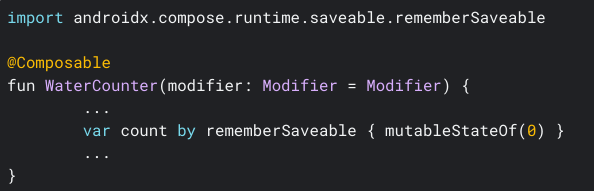 import androidx.compose.runtime.saveable.rememberSaveable
@Composable
fun WaterCounter(modifier: Modifier = Modifier) {
...
var count by rememberSaveable { mutableStateOf(0) }
...
}